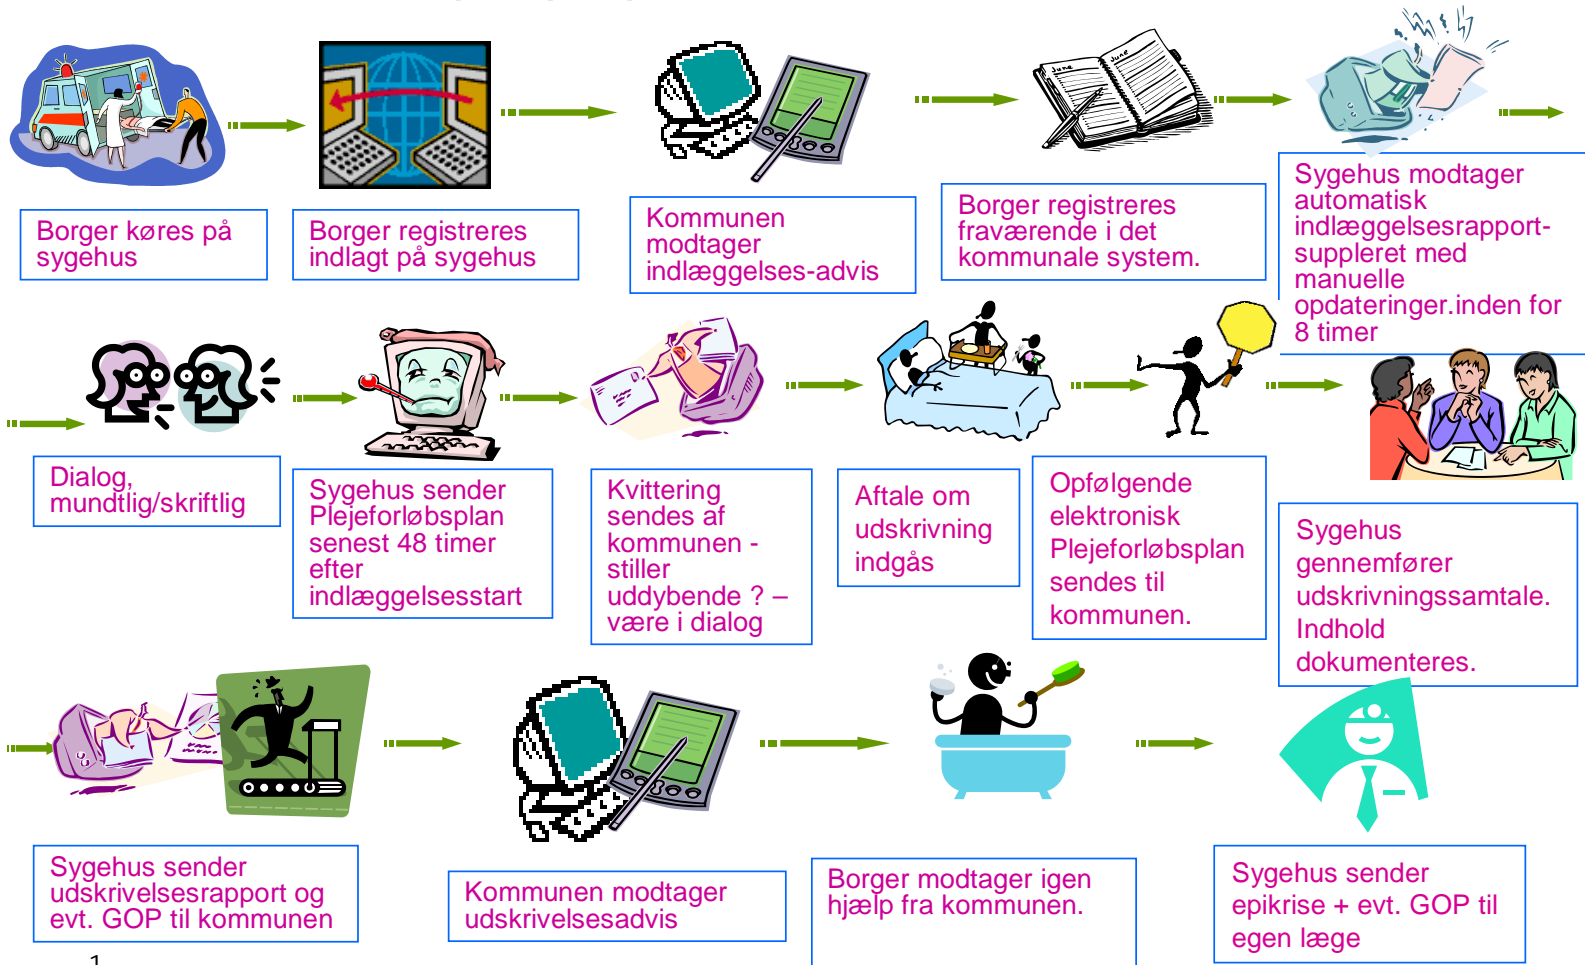 June
June
Borger køres på
sygehus
Borger registreres
indlagt på sygehus
Kommunen
modtager
indlæggelses-advis
Borger registreres
fraværende i det
kommunale system.
Sygehus modtager
automatisk
indlæggelsesrapport-
suppleret med
manuelle
opdateringer.inden for
8 timer
Dialog,
mundtlig/skriftlig
Sygehus sender
Plejeforløbsplan
senest 48 timer
efter
indlæggelsesstart
Kvittering
sendes af
kommunen -
stiller
uddybende ? –
være i dialog
Aftale om
udskrivning
indgås
Opfølgende
elektronisk
Plejeforløbsplan
sendes til
kommunen.
Sygehus
gennemfører
udskrivningssamtale.
Indhold
dokumenteres.
Sygehus sender
udskrivelsesrapport og
evt. GOP til kommunen
Kommunen modtager
udskrivelsesadvis
Borger modtager igen
hjælp fra kommunen.
Sygehus sender
epikrise + evt. GOP til
egen læge
1